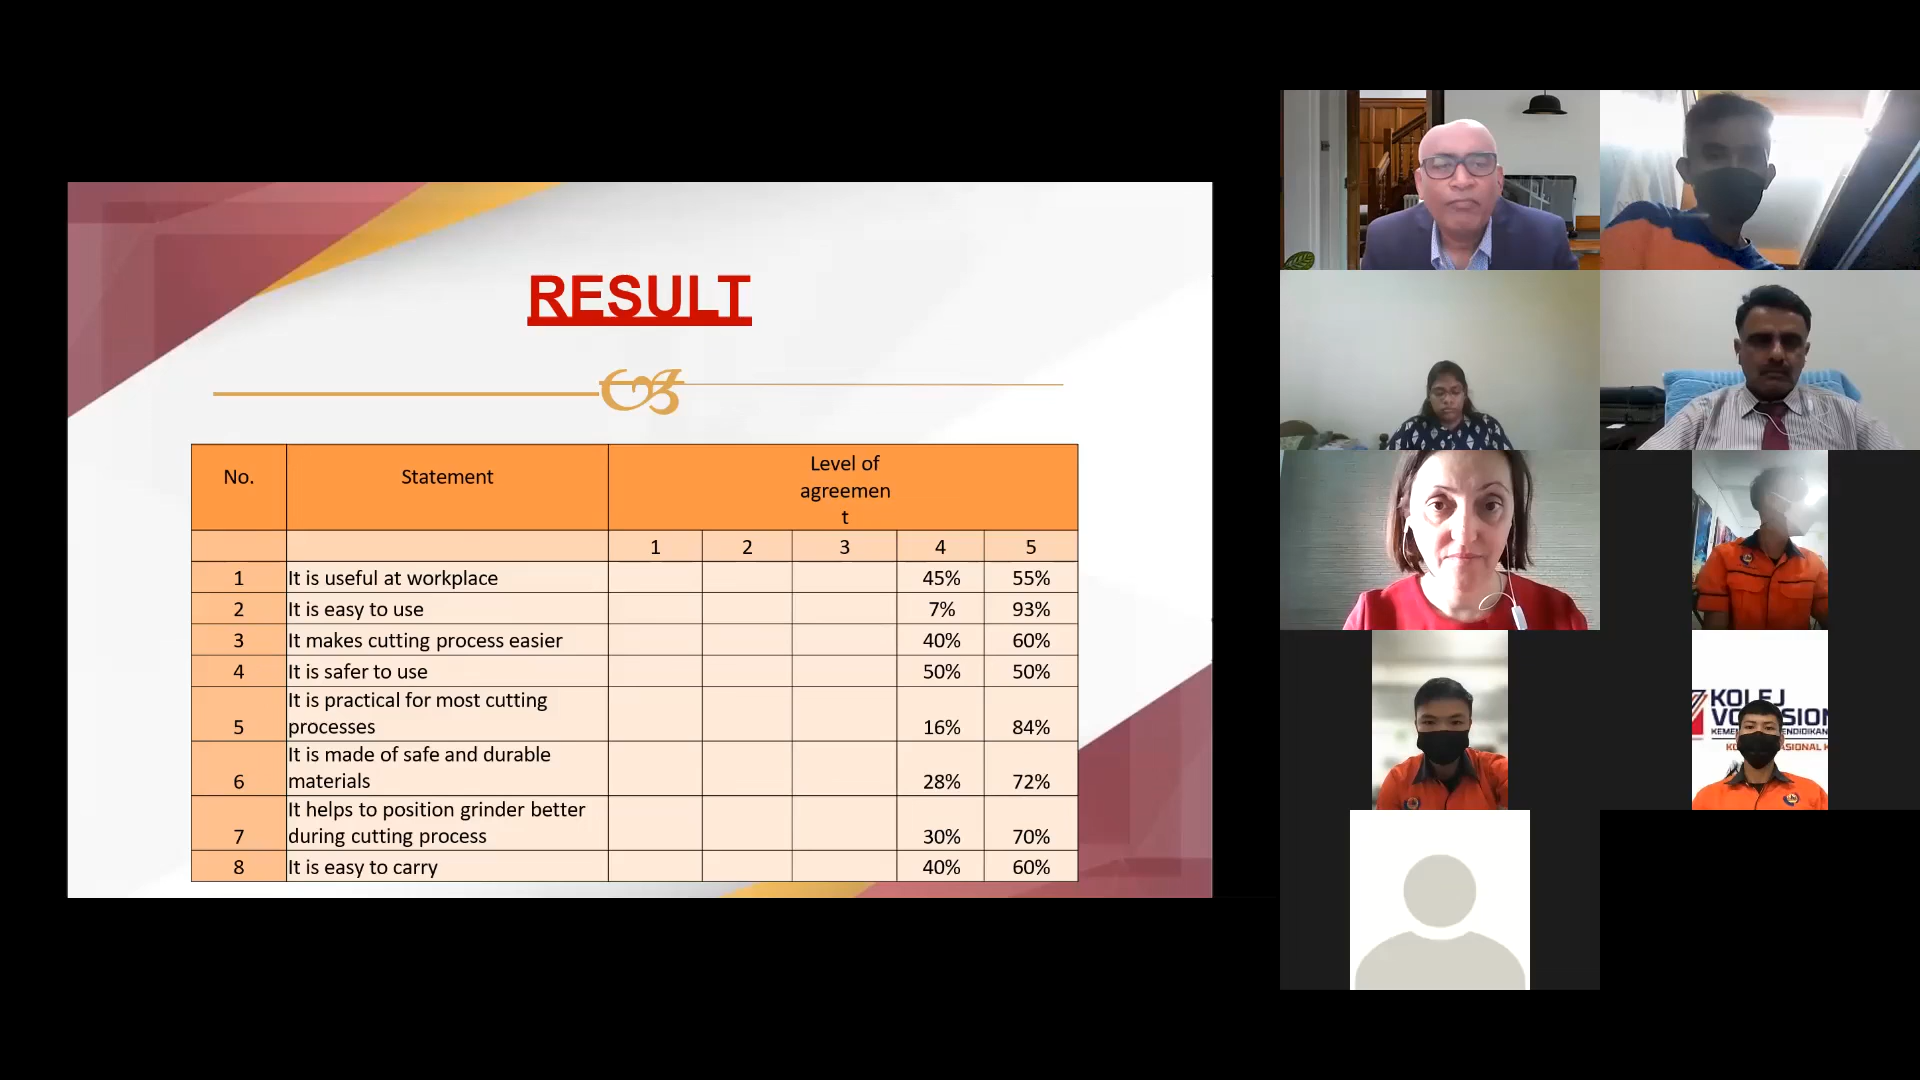 RESULT
No. Statement Level of
agreemen
t
1 2 3 4 5
1 It is useful at workplace 45% 55%
2 It is easy to use 7% 93%
3 It makes cutting process easier 40% 60%
4 It is safer to use 50% 50%
It is practical for most cutting
5 processes 16% 84%
It is made of safe and durable
6 materials 28% 72%
It helps to position grinder better
7 during cutting process 30% 70%
8 It is easy to carry 40% 60%
KOLEJ